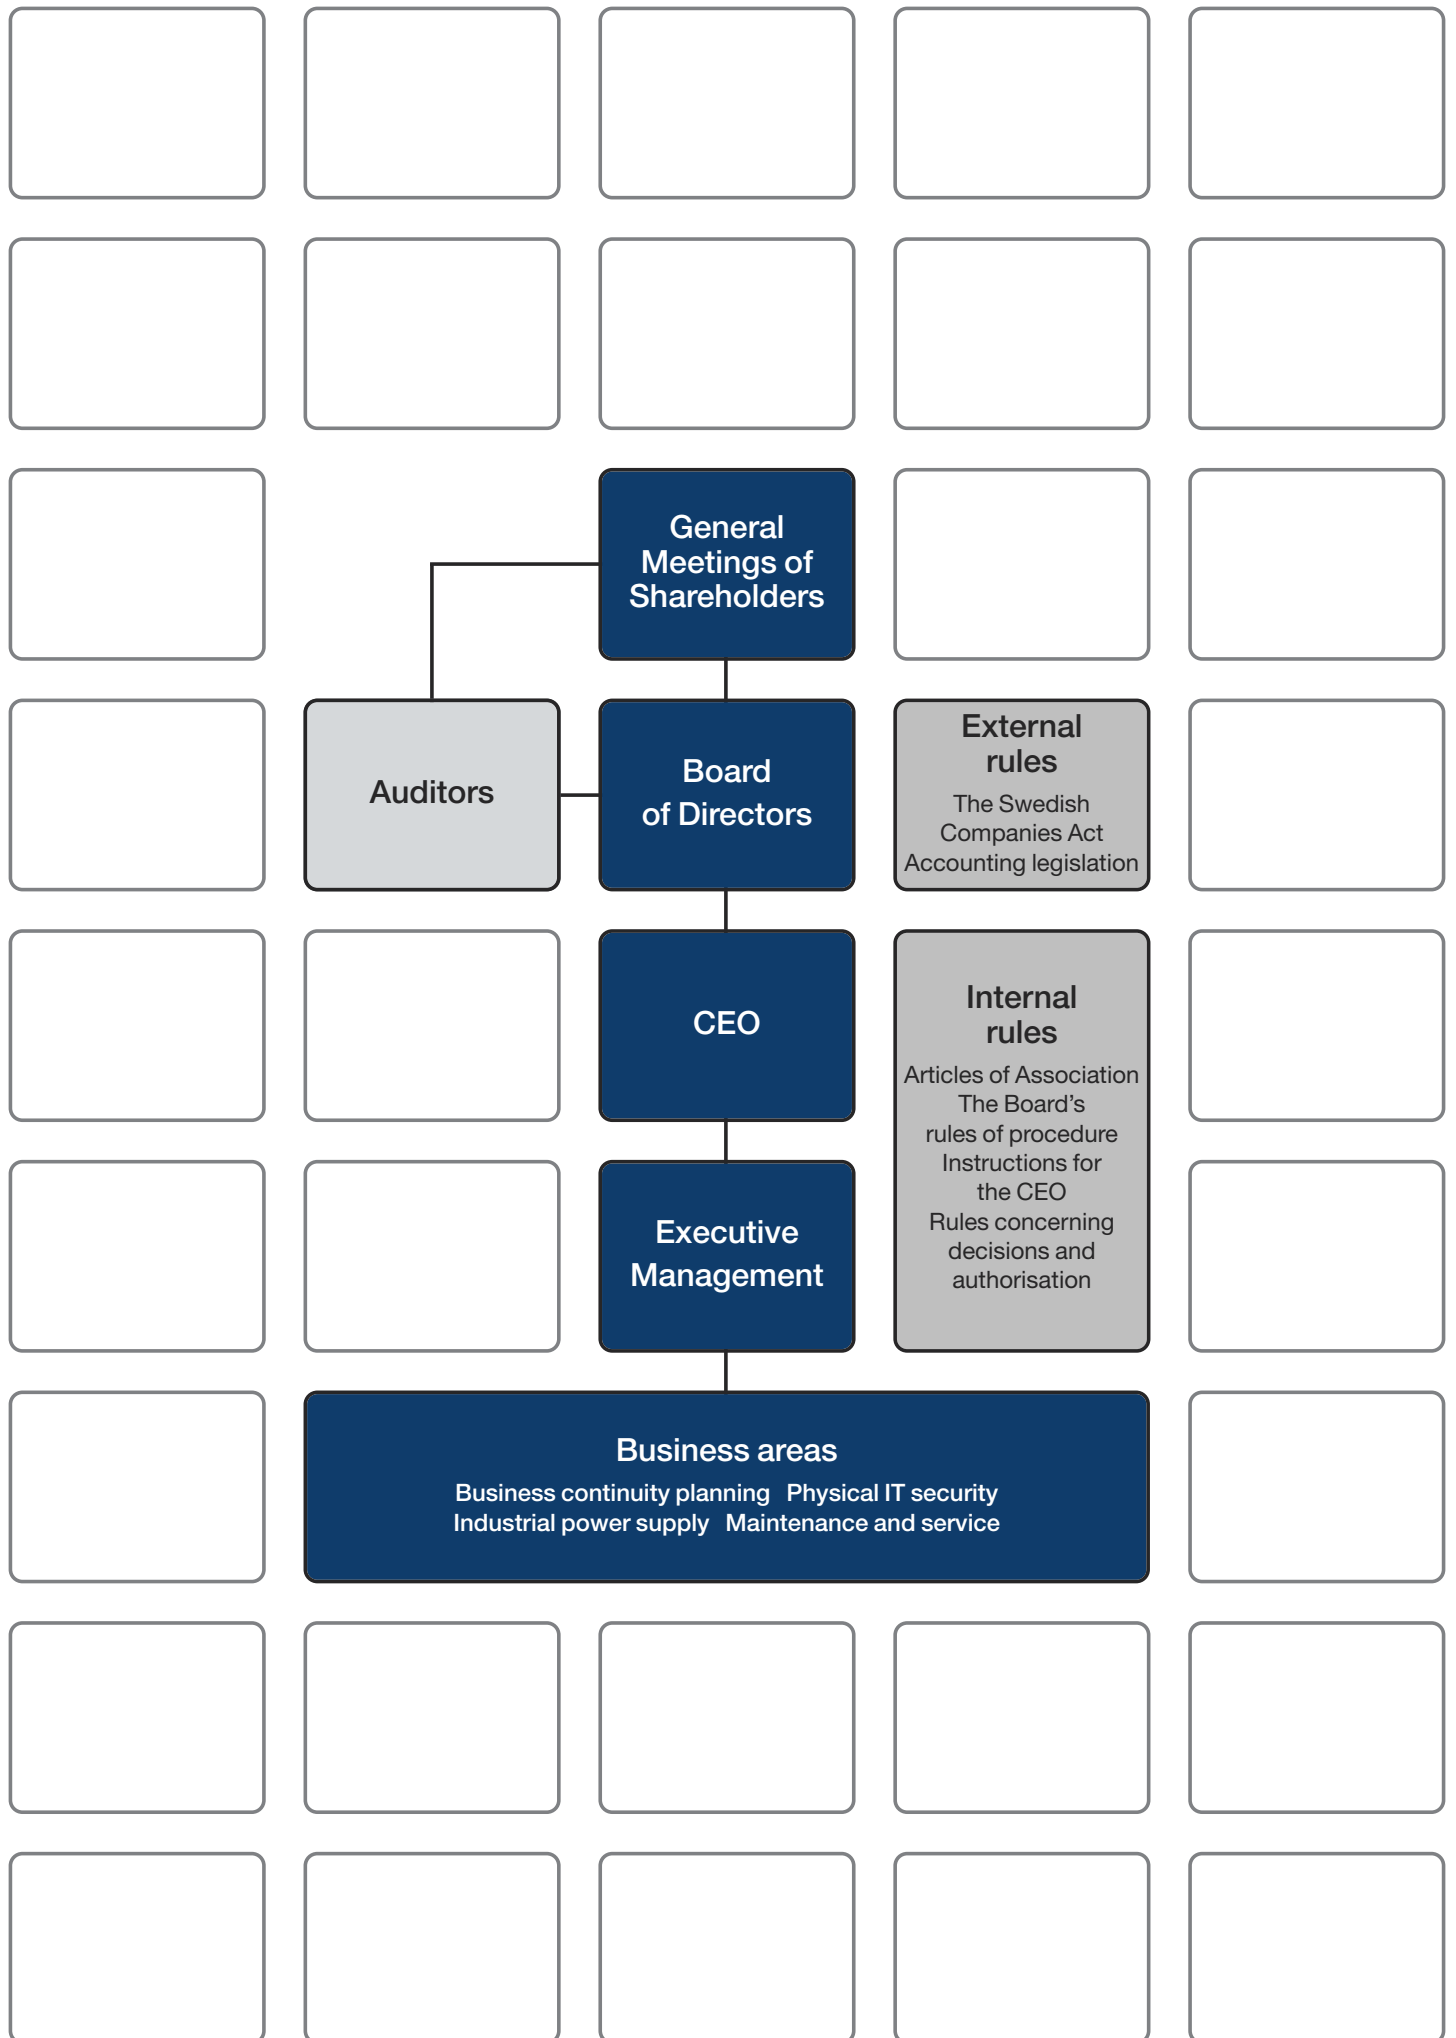 General
Meetings of
Shareholders
Auditors
Board
of Directors
External
rules
The Swedish
Companies Act
Accounting legislation
CEO
Internal
rules
Articles of Association
The Board’s
rules of procedure
Instructions for
the CEO
Rules concerning
decisions and
authorisation
Executive
Management
Business areas
Business continuity planning Physical IT security
Industrial power supply Maintenance and service